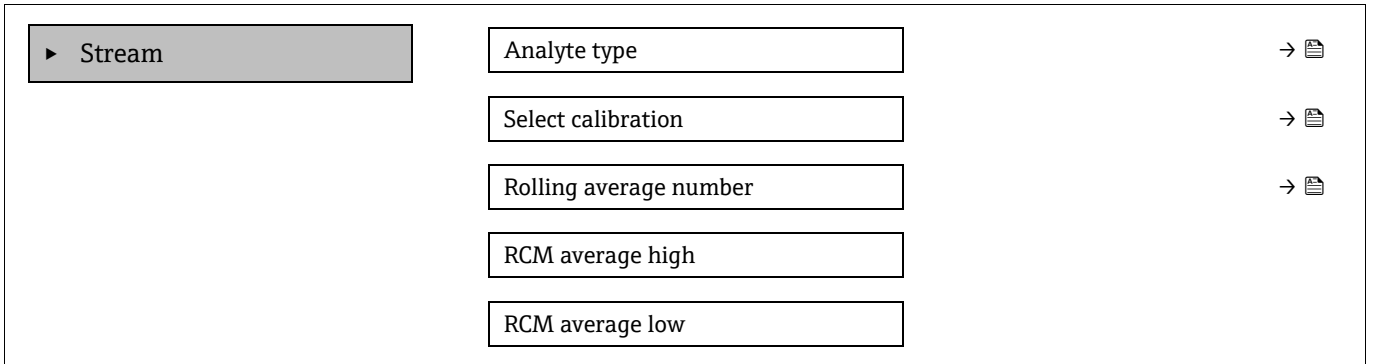 ▸ Stream
Analyte type → 🗎
Select calibration → 🗎
Rolling average number → 🗎
RCM average high
RCM average low